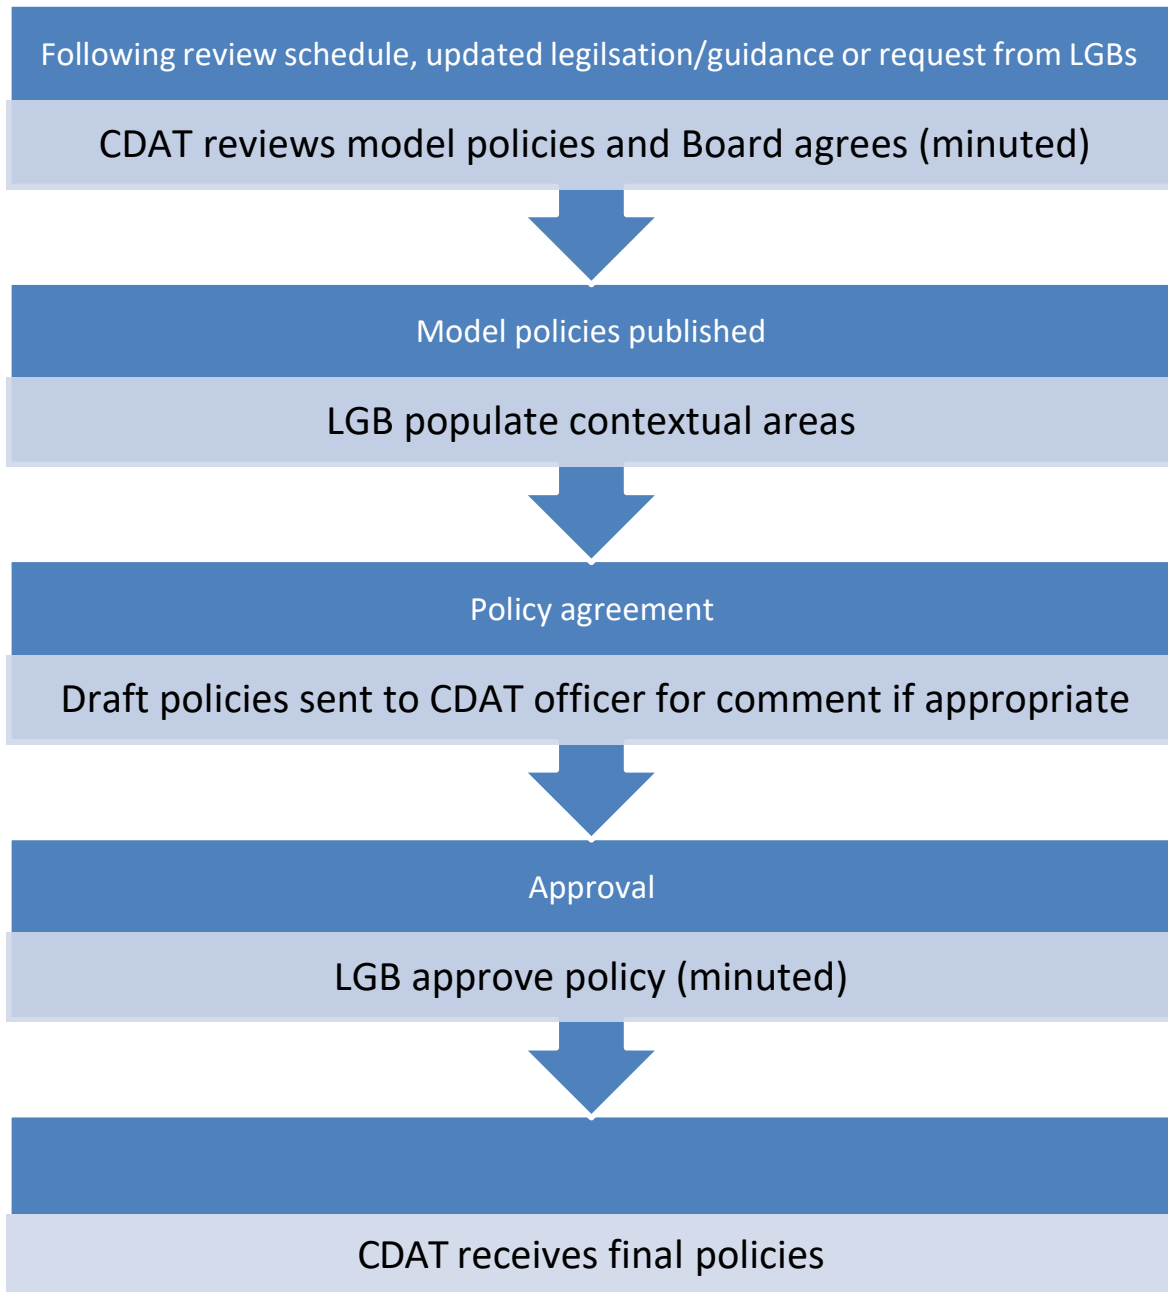 Following review schedule, updated legilsation/guidance or request from LGBs
CDAT reviews model policies and Board agrees (minuted)
Model policies published
LGB populate contextual areas
Policy agreement
Draft policies sent to CDAT officer for comment if appropriate
Approval
LGB approve policy (minuted)
CDAT receives final policies